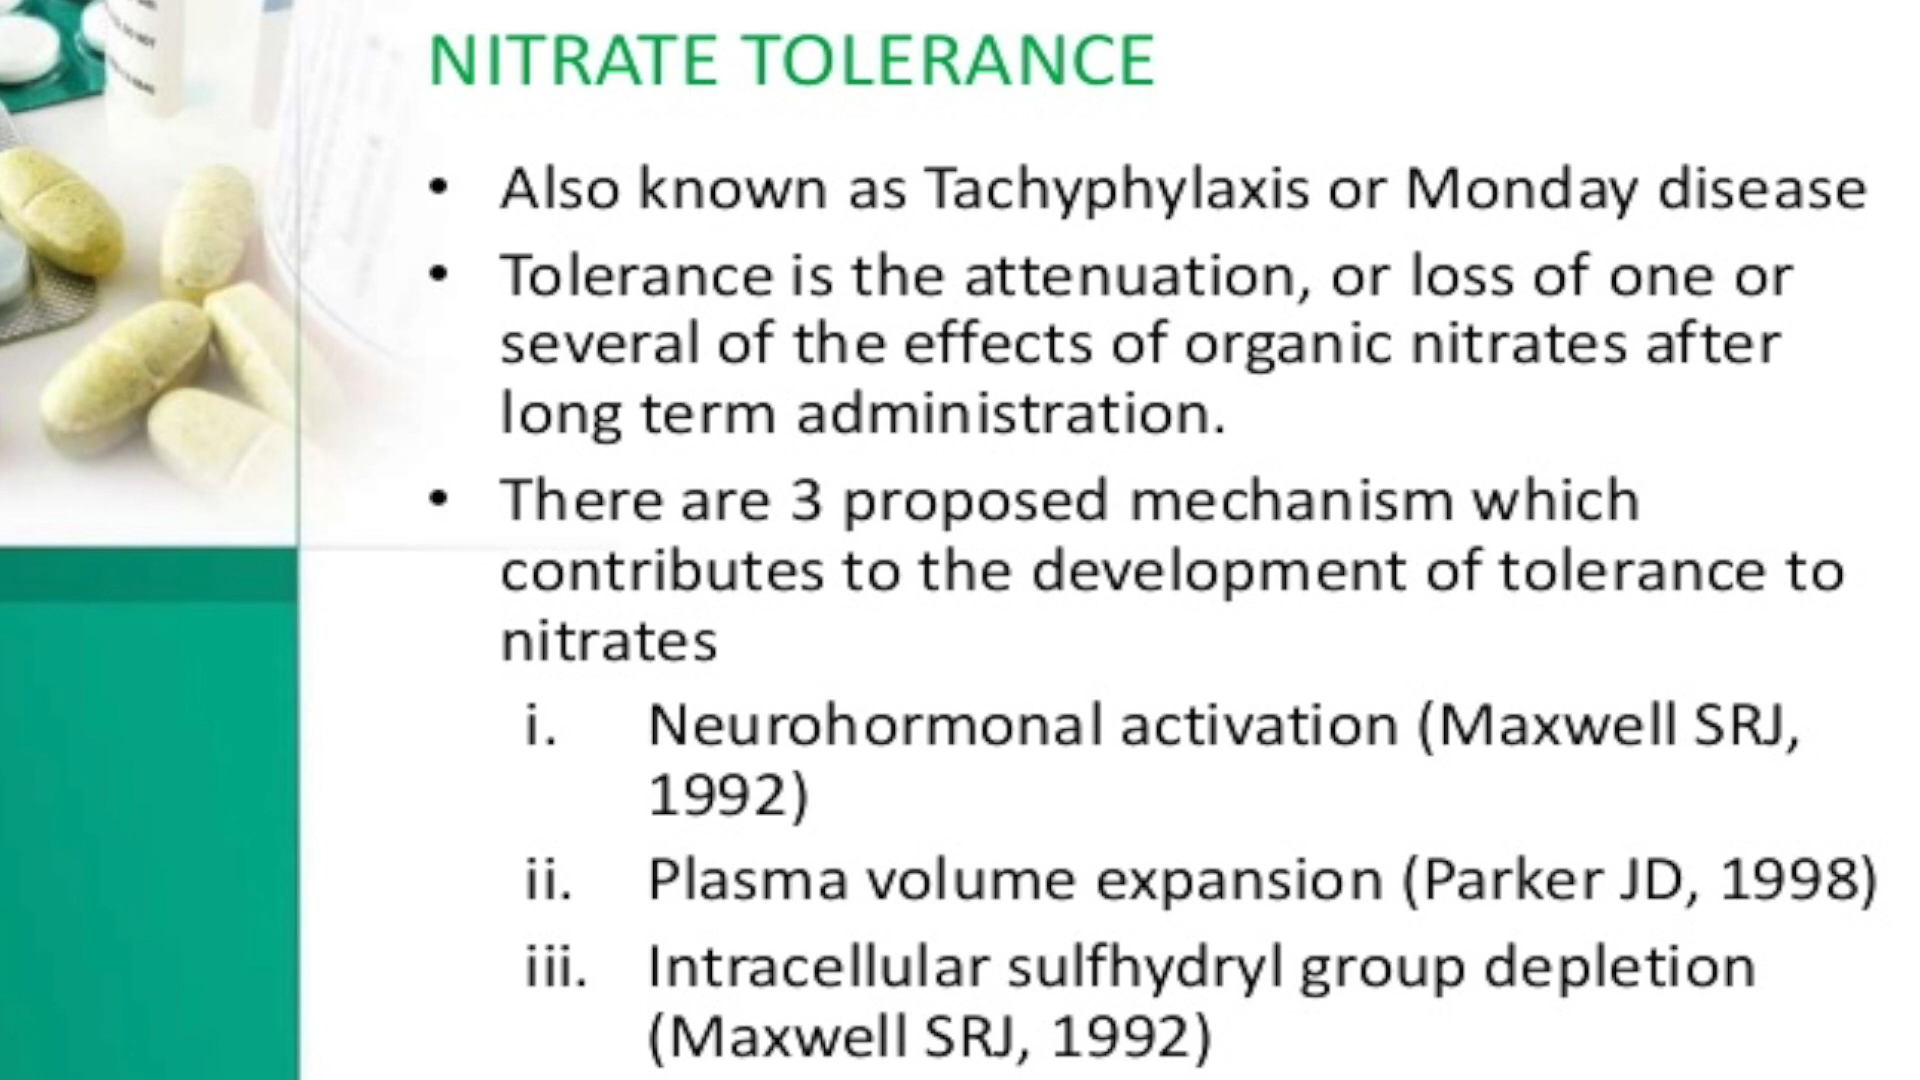 NITRATE TOLERANCE
• Also known as Tachyphylaxis or Monday disease
• Tolerance is the attenuation, or loss of one or
several of the effects of organic nitrates after
long term administration.
• There are 3 proposed mechanism which
contributes to the development of tolerance to
nitrates
i. Neurohormonal activation (Maxwell SRJ,
1992)
ii. Plasma volume expansion (Parker JD, 1998)
iii. Intracellular sulfhydryl group depletion
(Maxwell SRJ, 1992)